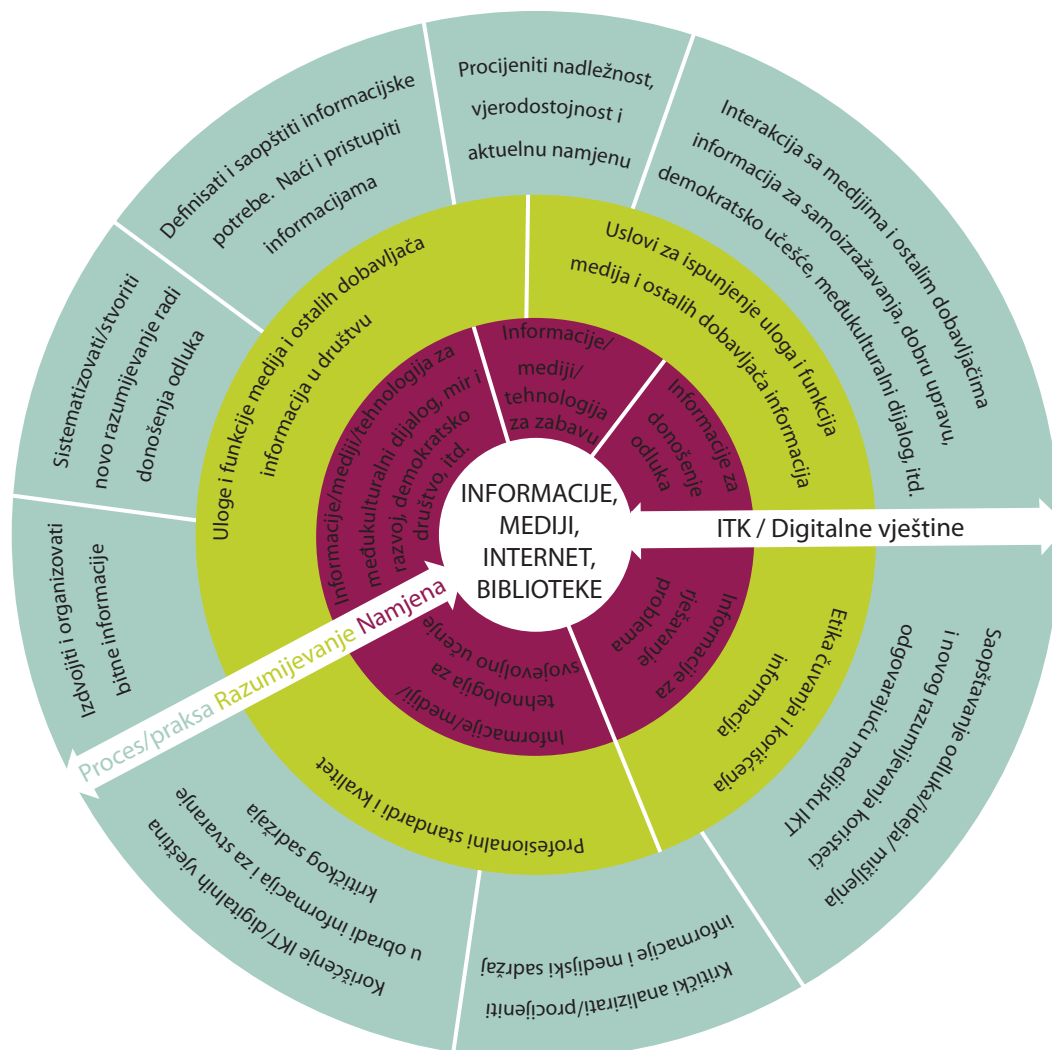 Procijeniti nadležnost,
vjerodostojnost i
aktuelnu namjenu
Interakcija sa medijima i ostalim dobavljačima
informacija za samoizražavanja, dobru upravu,
demokratsko učešće, međukulturalni dijalog, itd.
Saopštavanje odluka/ideja/ mišljenja
i novog razumijevanja koristeći
odgovarajuću medijsku IKT
Kritički analizirati/procijeniti
informacije i medijski sadržaj
Korišćenje IKT/digitalnih vještina
u obradi informacija i za stvaranje
kritičkog sadržaja
Izdvojiti i organizovati
bitne informacije
Sistematizovati/stvoriti
novo razumijevanje radi
donošenja odluka
Definisati i saopštiti informacijske
potrebe. Naći i pristupiti
informacijama
Uloge i funkcije medija i ostalih dobavljača
informacija u društvu
Uslovi za ispunjenje uloga i funkcija
medija i ostalih dobavljača informacija
Etika čuvanja i korišćenja
informacija
Profesionalni standardi i kvalitet
Informacije/mediji/tehnologija za
međukulturalni dijalog, mir i
razvoj, demokratsko
društvo, itd.
Informacije/
mediji/
tehnologija
za zabavu
Informacije za
donošenje
odluka
Informacije za
rješavanje
problema
Informacije/mediji/
tehnologija za
svojevoljno učenje
INFORMACIJE,
MEDIJI,
INTERNET,
BIBLIOTEKE
ITK / Digitalne vještine
Proces/praksa Razumijevanje Namjena